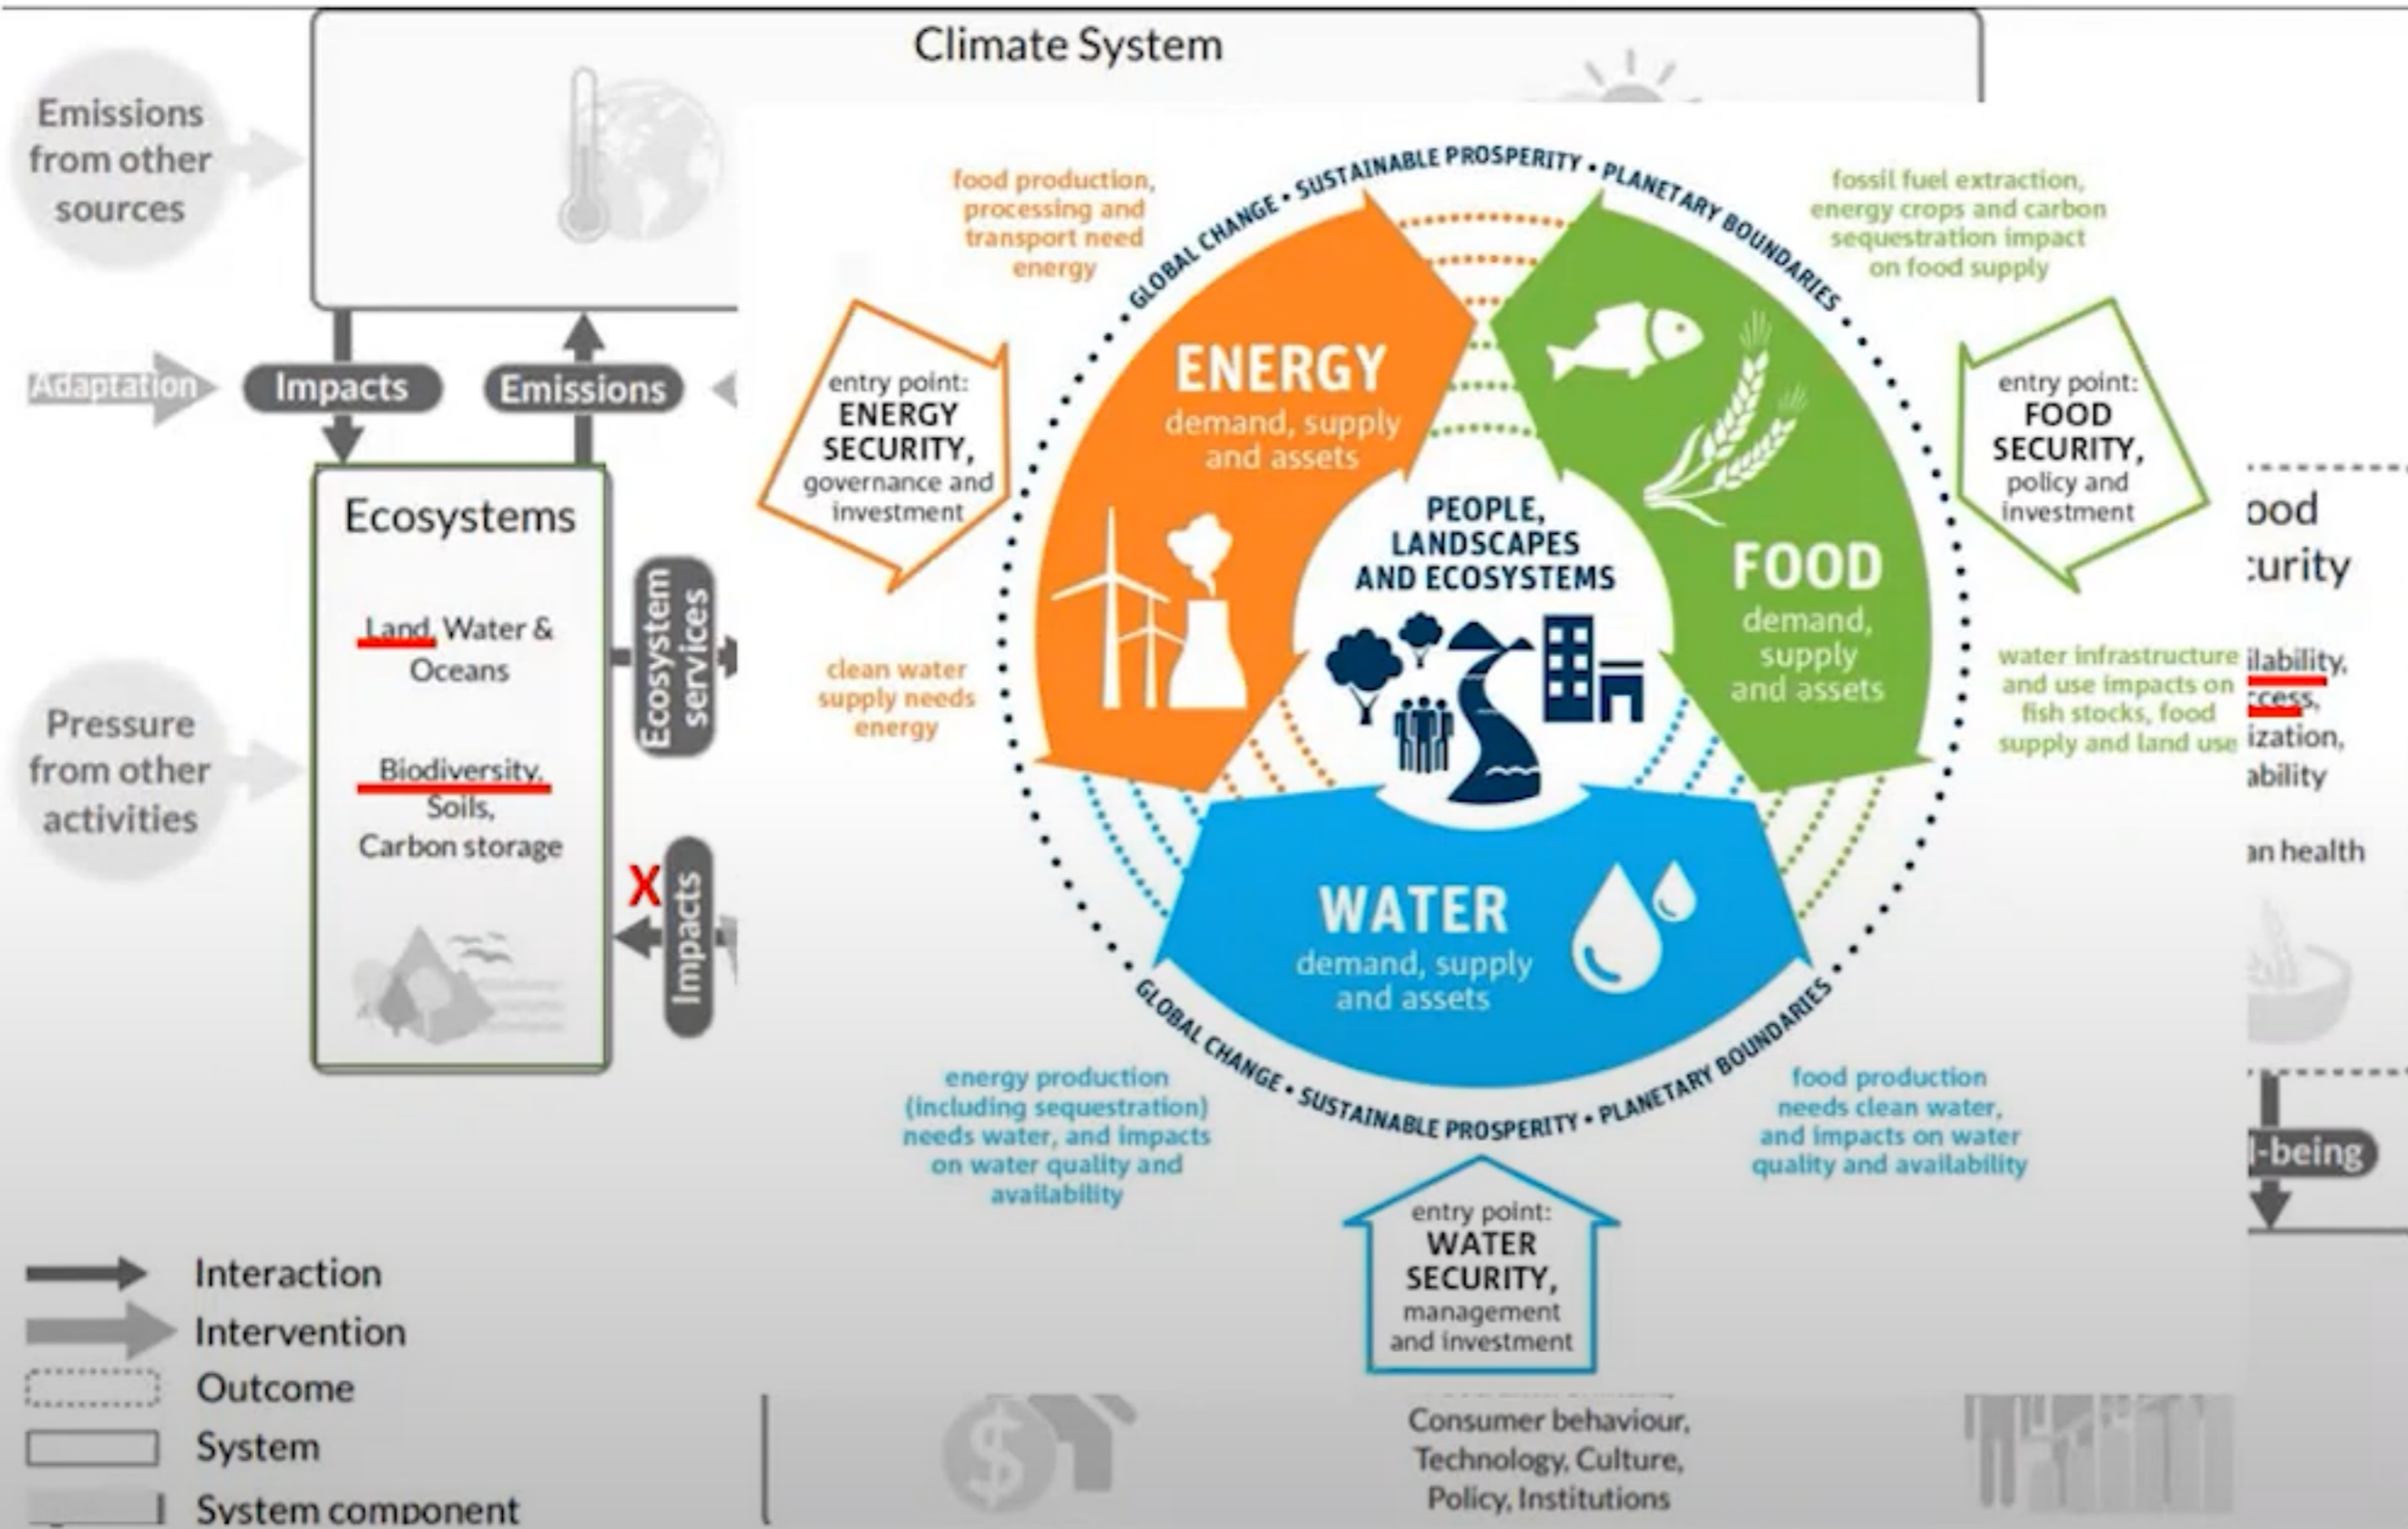 Climate System
Emissions
from other
sources
Adaptation
Impacts
Emissions
Ecosystems
Land, Water &
Oceans
Biodiversity,
Soils,
Carbon storage
Pressure
from other
activities
Ecosystem
services
X
Impacts
GLOBAL CHANGE • SUSTAINABLE PROSPERITY • PLANETARY BOUNDARIES
food production,
processing and
transport need
energy
fossil fuel extraction,
energy crops and carbon
sequestration impact
on food supply
entry point:
ENERGY
SECURITY,
governance and
investment
ENERGY
demand, supply
and assets
entry point:
FOOD
SECURITY,
policy and
investment
PEOPLE,
LANDSCAPES
AND ECOSYSTEMS
FOOD
demand,
supply
and assets
clean water
supply needs
energy
water infrastructure
and use impacts on
fish stocks, food
supply and land use
WATER
demand, supply
and assets
GLOBAL CHANGE • SUSTAINABLE PROSPERITY • PLANETARY BOUNDARIES
energy production
(including sequestration)
needs water, and impacts
on water quality and
availability
food production
needs clean water,
and impacts on water
quality and availability
entry point:
WATER
SECURITY,
management
and investment
ood
curity
ilability,
ccess,
ization,
ability
an health
l-being
Interaction
Intervention
Outcome
System
System component
$
Consumer behaviour,
Technology, Culture,
Policy, Institutions